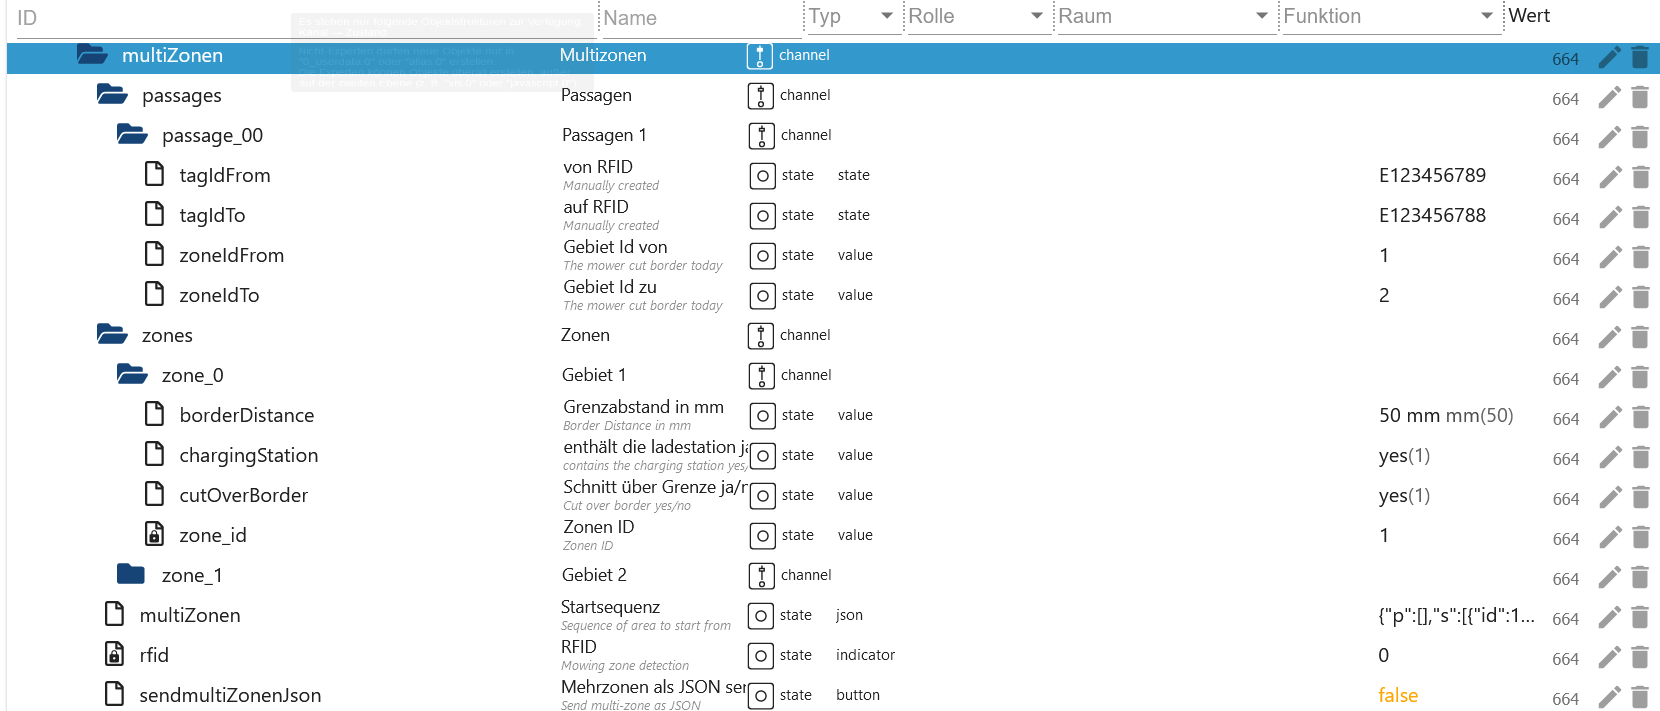 ID Name Typ Rolle Raum Funktion Wert
Es stehen nur folgende Objektstrukturen zur Verfügung:
multiZonen Multizonen channel 664
passages Passagen channel 664
passage_00 Passagen 1 channel 664
tagIdFrom von RFID state state E123456789 664
Manually created
tagIdTo auf RFID state state E123456788 664
Manually created
zoneIdFrom Gebiet Id von state value 1 664
The mower cut border today
zoneIdTo Gebiet Id zu state value 2 664
The mower cut border today
zones Zonen channel 664
zone_0 Gebiet 1 channel 664
borderDistance Grenzabstand in mm state value 50 mm mm(50) 664
Border Distance in mm
chargingStation enthält die ladestation ja state value yes(1) 664
contains the charging station yes/
cutOverBorder Schnitt über Grenze ja/n state value yes(1) 664
Cut over border yes/no
zone_id Zonen ID state value 1 664
Zonen ID
zone_1 Gebiet 2 channel 664
multiZonen Startsequenz state json {"p":[],"s":[{"id":1... 664
Sequence of area to start from
rfid RFID state indicator 0 664
Mowing zone detection
sendmultiZonenJson Mehrzonen als JSON ser state button false 664
Send multi-zone as JSON